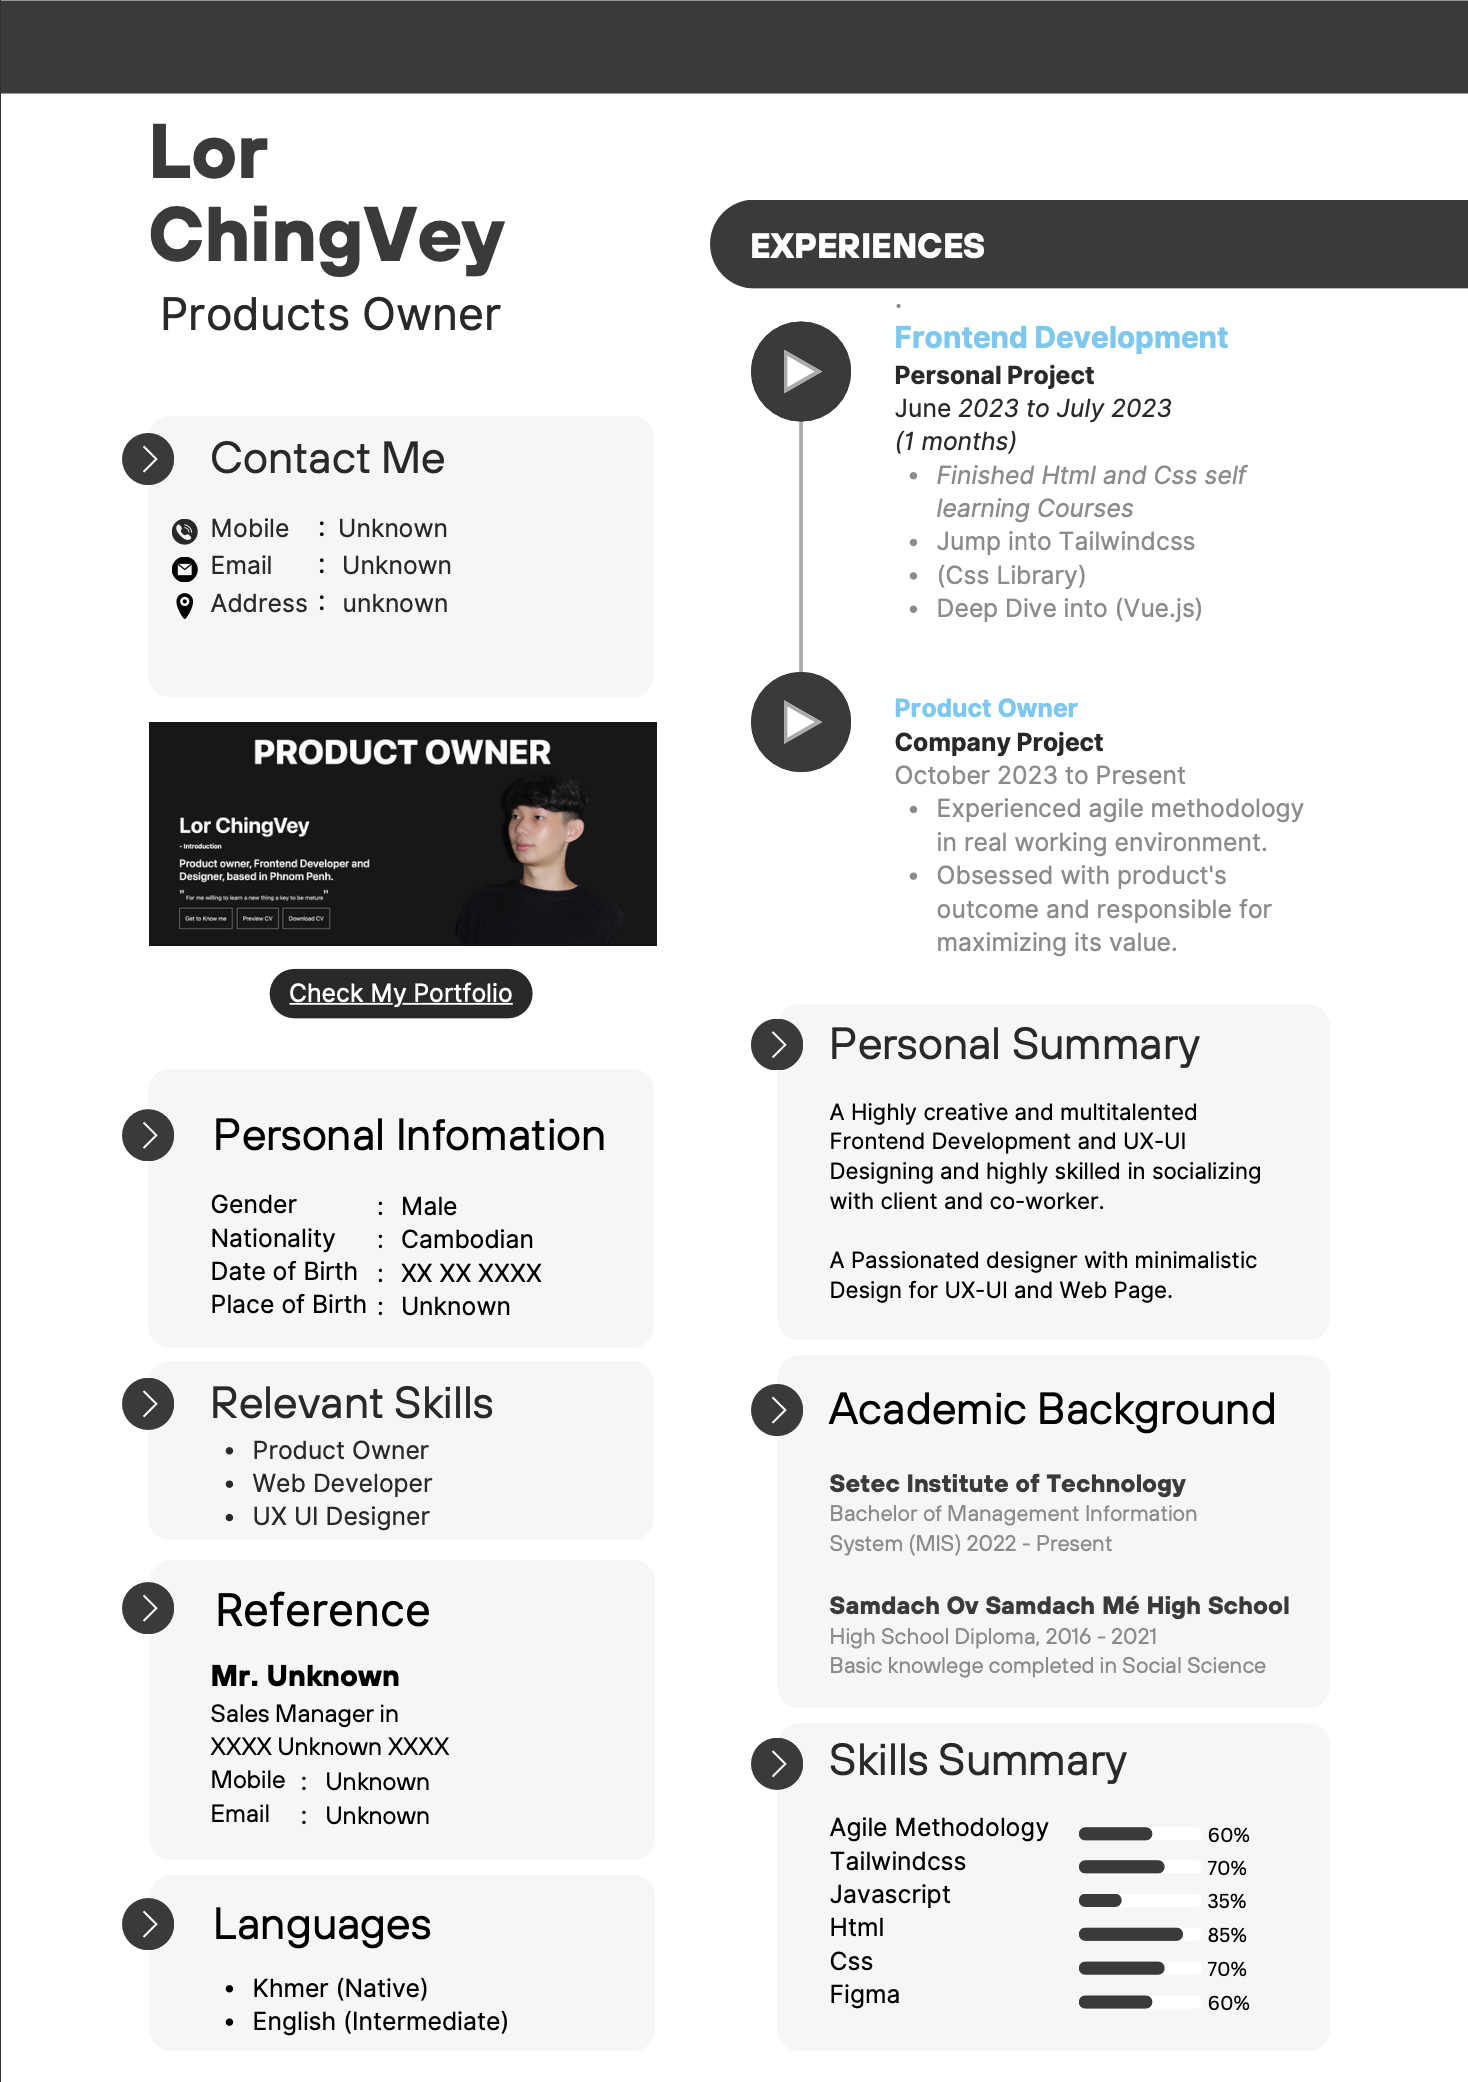 Lor
ChingVey
Products Owner
Contact Me
Mobile : Unknown
Email : Unknown
Address : unknown
PRODUCT OWNER
Lor ChingVey
- Introduction
Product owner, Frontend Developer and
Designer, based in Phnom Penh.
" For me willing to learn a new thing a key to be mature "
Get to Know me Preview CV Download CV
Check My Portfolio
Personal Infomation
Gender : Male
Nationality : Cambodian
Date of Birth : XX XX XXXX
Place of Birth : Unknown
Relevant Skills
• Product Owner
• Web Developer
• UX UI Designer
Reference
Mr. Unknown
Sales Manager in
XXXX Unknown XXXX
Mobile : Unknown
Email : Unknown
Languages
• Khmer (Native)
• English (Intermediate)
EXPERIENCES
.
Frontend Development
Personal Project
June 2023 to July 2023
(1 months)
• Finished Html and Css self
learning Courses
• Jump into Tailwindcss
• (Css Library)
• Deep Dive into (Vue.js)
Product Owner
Company Project
October 2023 to Present
• Experienced agile methodology
in real working environment.
• Obsessed with product's
outcome and responsible for
maximizing its value.
Personal Summary
A Highly creative and multitalented
Frontend Development and UX-UI
Designing and highly skilled in socializing
with client and co-worker.
A Passionated designer with minimalistic
Design for UX-UI and Web Page.
Academic Background
Setec Institute of Technology
Bachelor of Management Information
System (MIS) 2022 - Present
Samdach Ov Samdach Mé High School
High School Diploma, 2016 - 2021
Basic knowlege completed in Social Science
Skills Summary
Agile Methodology 60%
Tailwindcss 70%
Javascript 35%
Html 85%
Css 70%
Figma 60%